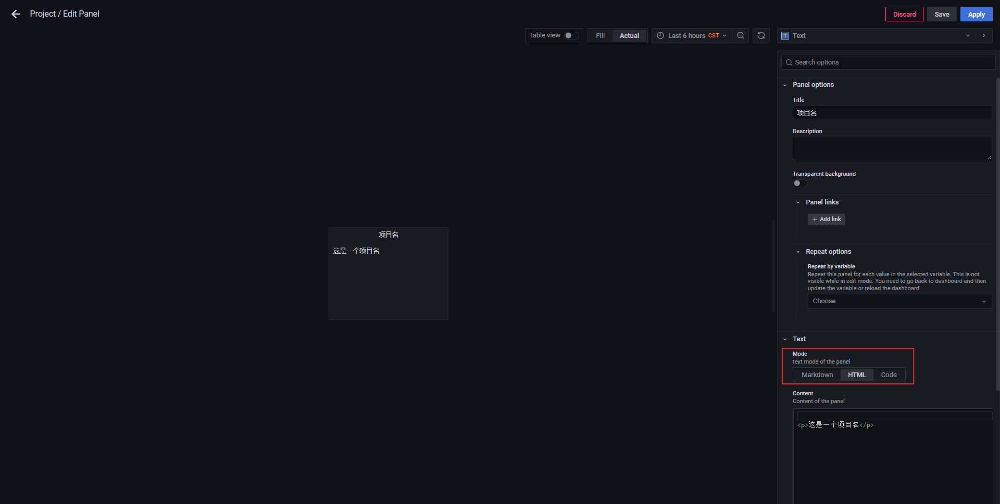 Project / Edit Panel
Discard
Save
Apply
Table view
Fill
Actual
Last 6 hours CST
Text
Search options
Panel options
Title
项目名
Description
Transparent background
Panel links
Add link
Repeat options
Repeat by variable
Repeat this panel for each value in the selected variable. This is not
visible while in edit mode. You need to go back to dashboard and then
update the variable or reload the dashboard.
Choose
项目名
这是一个项目名
Text
Mode
text mode of the panel
Markdown
HTML
Code
Content
Content of the panel
<p>这是一个项目名</p>